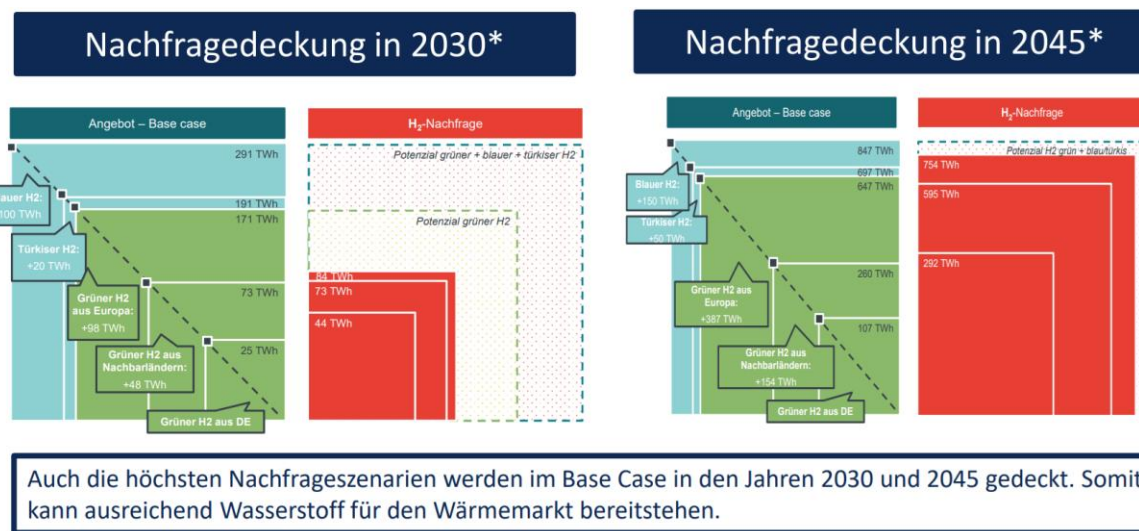 Nachfragedeckung in 2030*
Angebot – Base case
291 TWh
191 TWh
171 TWh
73 TWh
25 TWh
lauer H2:
100 TWh
Türkiser H2:
+20 TWh
Grüner H2
aus Europa:
+98 TWh
Grüner H2 aus
Nachbarländern:
+48 TWh
Grüner H2 aus DE
H₂-Nachfrage
Potenzial grüner + blauer + türkiser H2
Potenzial grüner H2
84 TWh
73 TWh
44 TWh
Nachfragedeckung in 2045*
Angebot – Base case
847 TWh
697 TWh
647 TWh
260 TWh
107 TWh
Blauer H2:
+150 TWh
Türkiser H2:
+50 TWh
Grüner H2 aus
Europa:
+387 TWh
Grüner H2 aus
Nachbarländern:
+154 TWh
Grüner H2 aus DE
H₂-Nachfrage
Potenzial H2 grün + blau/türkis
754 TWh
595 TWh
292 TWh
Auch die höchsten Nachfrageszenarien werden im Base Case in den Jahren 2030 und 2045 gedeckt. Somit
kann ausreichend Wasserstoff für den Wärmemarkt bereitstehen.